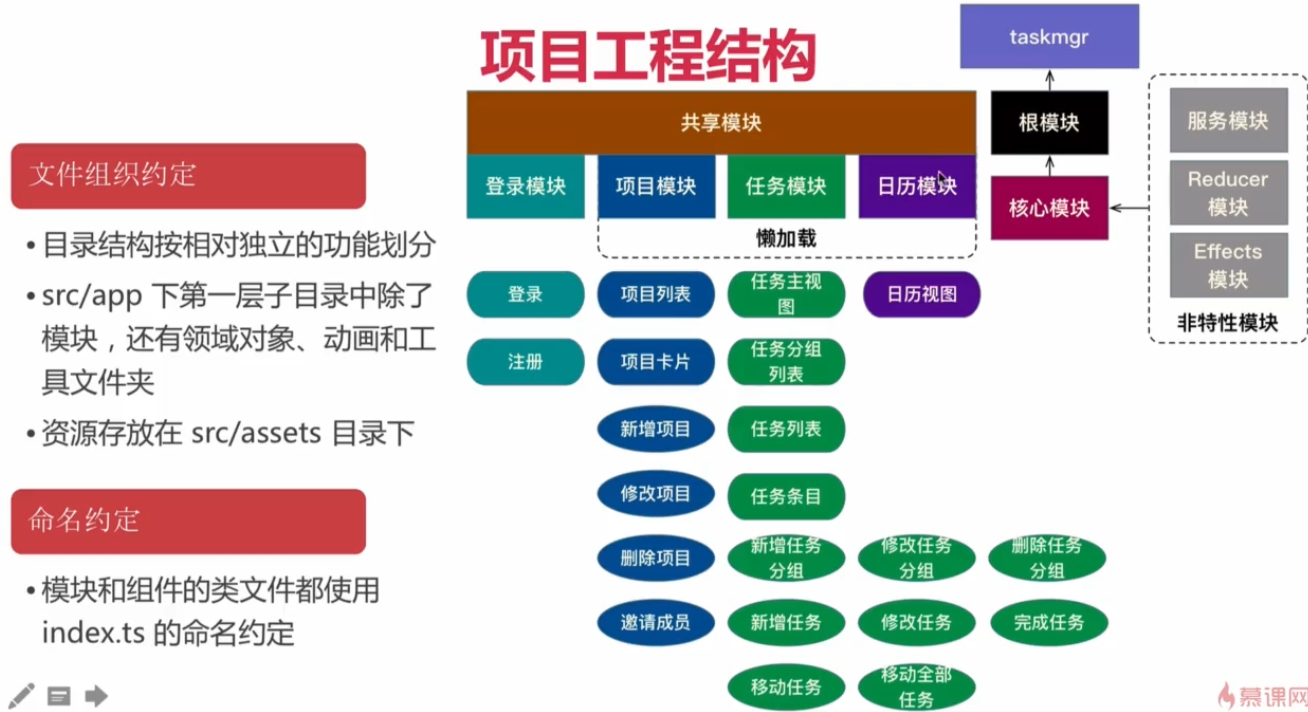 项目工程结构
文件组织约定
•目录结构按相对独立的功能划分
•src/app 下第一层子目录中除了
模块，还有领域对象、动画和工
具文件夹
•资源存放在 src/assets 目录下
命名约定
•模块和组件的类文件都使用
index.ts 的命名约定
共享模块
登录模块
项目模块
任务模块
日历模块
懒加载
登录
项目列表
任务主视
图
日历视图
注册
项目卡片
任务分组
列表
新增项目
任务列表
修改项目
任务条目
删除项目
新增任务
分组
修改任务
分组
删除任务
分组
邀请成员
新增任务
修改任务
完成任务
移动任务
移动全部
任务
taskmgr
根模块
核心模块
服务模块
Reducer
模块
Effects
模块
非特性模块
慕课网